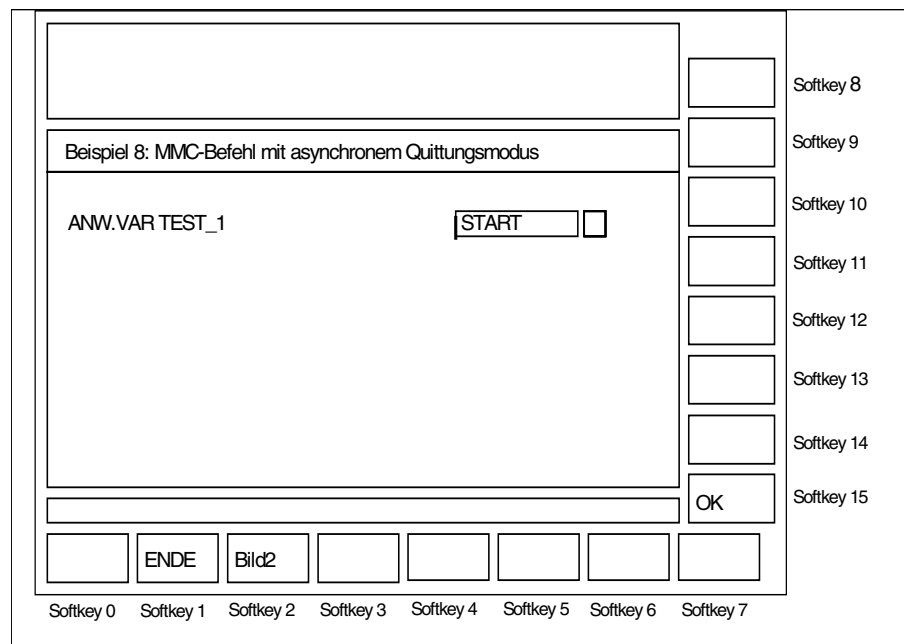 Softkey 8
Beispiel 8: MMC-Befehl mit asynchronem Quittungsmodus
Softkey 9
Softkey 10
ANW.VAR TEST_1 START
Softkey 11
Softkey 12
Softkey 13
Softkey 14
OK
Softkey 15
ENDE Bild2
Softkey 0 Softkey 1 Softkey 2 Softkey 3 Softkey 4 Softkey 5 Softkey 6 Softkey 7